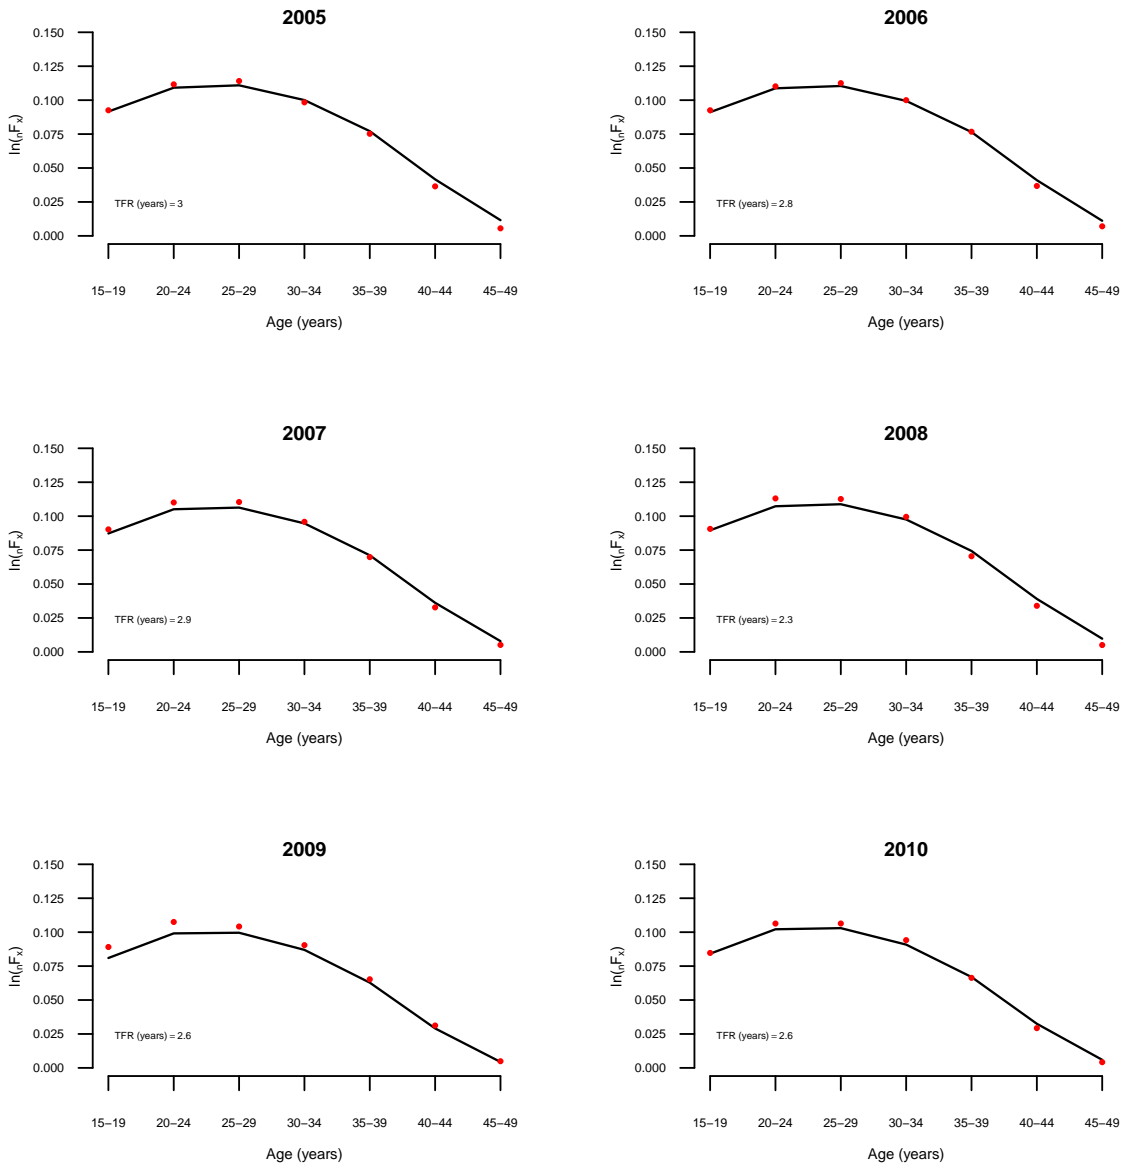 2005
0.150
0.125
0.100
0.075
0.050
0.025
0.000
ln(nFx)
TFR (years) = 3
15–19 20–24 25–29 30–34 35–39 40–44 45–49
Age (years)
2006
0.150
0.125
0.100
0.075
0.050
0.025
0.000
ln(nFx)
TFR (years) = 2.8
15–19 20–24 25–29 30–34 35–39 40–44 45–49
Age (years)
2007
0.150
0.125
0.100
0.075
0.050
0.025
0.000
ln(nFx)
TFR (years) = 2.9
15–19 20–24 25–29 30–34 35–39 40–44 45–49
Age (years)
2008
0.150
0.125
0.100
0.075
0.050
0.025
0.000
ln(nFx)
TFR (years) = 2.3
15–19 20–24 25–29 30–34 35–39 40–44 45–49
Age (years)
2009
0.150
0.125
0.100
0.075
0.050
0.025
0.000
ln(nFx)
TFR (years) = 2.6
15–19 20–24 25–29 30–34 35–39 40–44 45–49
Age (years)
2010
0.150
0.125
0.100
0.075
0.050
0.025
0.000
ln(nFx)
TFR (years) = 2.6
15–19 20–24 25–29 30–34 35–39 40–44 45–49
Age (years)